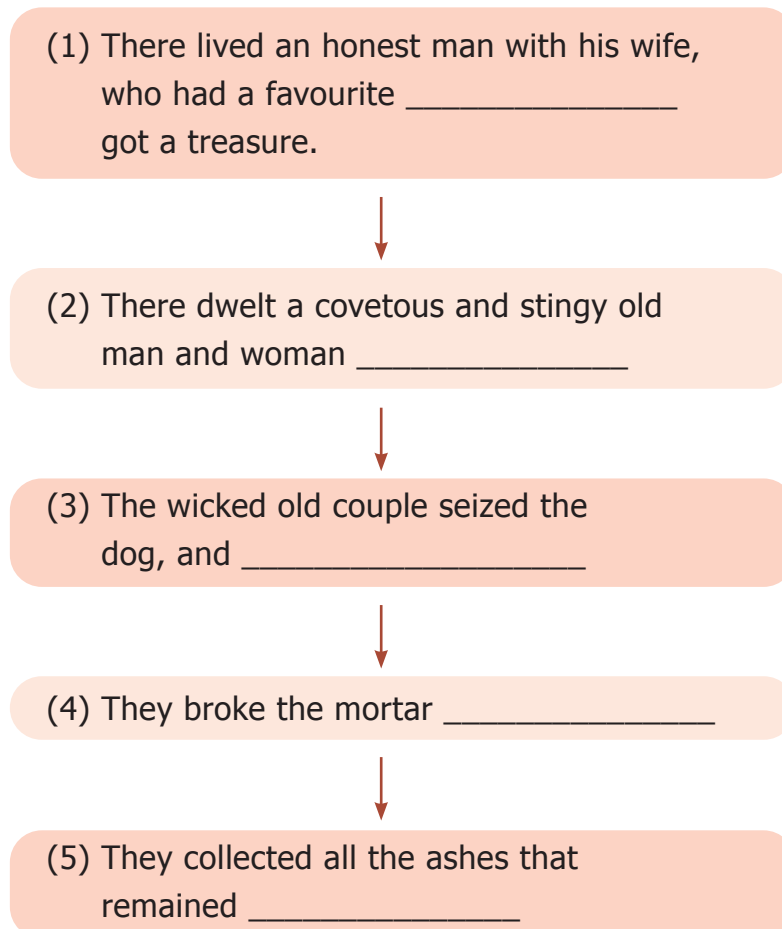 (1) There lived an honest man with his wife,
who had a favourite _______________
got a treasure.
(2) There dwelt a covetous and stingy old
man and woman _______________
(3) The wicked old couple seized the
dog, and ___________________
(4) They broke the mortar _______________
(5) They collected all the ashes that
remained _______________